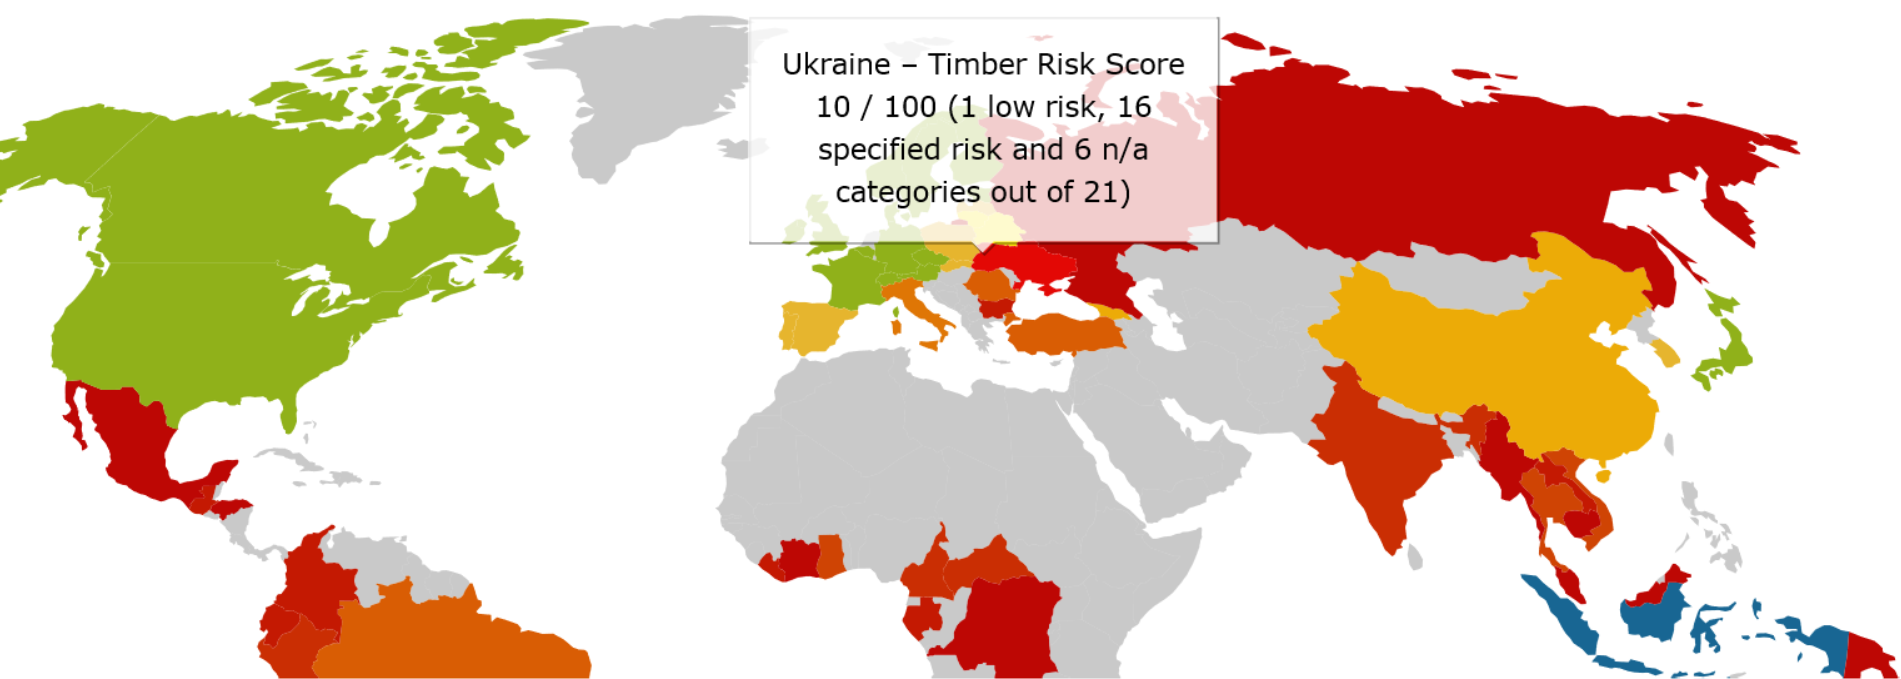 Ukraine – Timber Risk Score
10 / 100 (1 low risk, 16
specified risk and 6 n/a
categories out of 21)